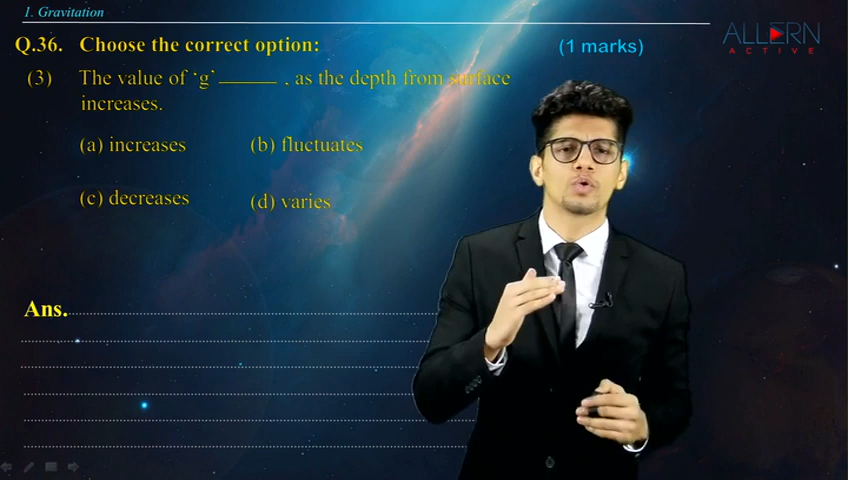 1. Gravitation
ALLERN
ACTIVE
Q.36. Choose the correct option: (1 marks)
(3) The value of ‘g’ ______ , as the depth from surface
increases.
(a) increases (b) fluctuates
(c) decreases (d) varies
Ans.